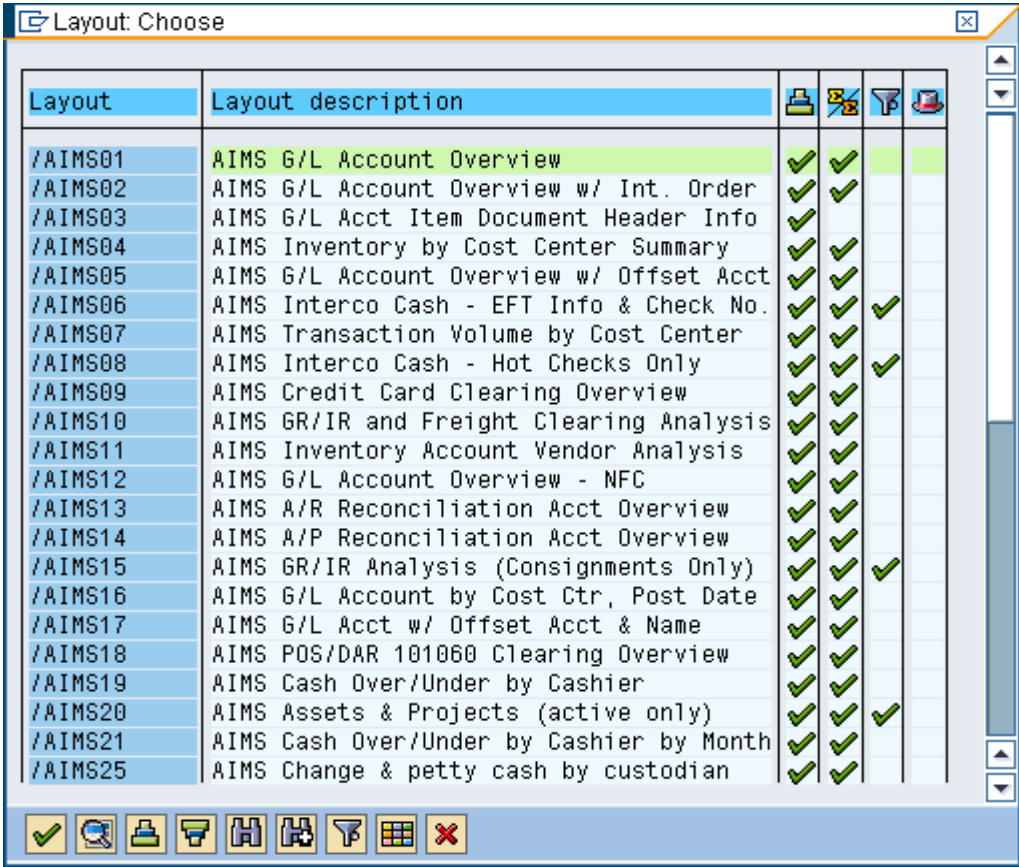 Layout: Choose
Layout Layout description
/AIMS01 AIMS G/L Account Overview
/AIMS02 AIMS G/L Account Overview w/ Int. Order
/AIMS03 AIMS G/L Acct Item Document Header Info
/AIMS04 AIMS Inventory by Cost Center Summary
/AIMS05 AIMS G/L Account Overview w/ Offset Acct
/AIMS06 AIMS Interco Cash - EFT Info & Check No.
/AIMS07 AIMS Transaction Volume by Cost Center
/AIMS08 AIMS Interco Cash - Hot Checks Only
/AIMS09 AIMS Credit Card Clearing Overview
/AIMS10 AIMS GR/IR and Freight Clearing Analysis
/AIMS11 AIMS Inventory Account Vendor Analysis
/AIMS12 AIMS G/L Account Overview - NFC
/AIMS13 AIMS A/R Reconciliation Acct Overview
/AIMS14 AIMS A/P Reconciliation Acct Overview
/AIMS15 AIMS GR/IR Analysis (Consignments Only)
/AIMS16 AIMS G/L Account by Cost Ctr, Post Date
/AIMS17 AIMS G/L Acct w/ Offset Acct & Name
/AIMS18 AIMS POS/DAR 101060 Clearing Overview
/AIMS19 AIMS Cash Over/Under by Cashier
/AIMS20 AIMS Assets & Projects (active only)
/AIMS21 AIMS Cash Over/Under by Cashier by Month
/AIMS25 AIMS Change & petty cash by custodian